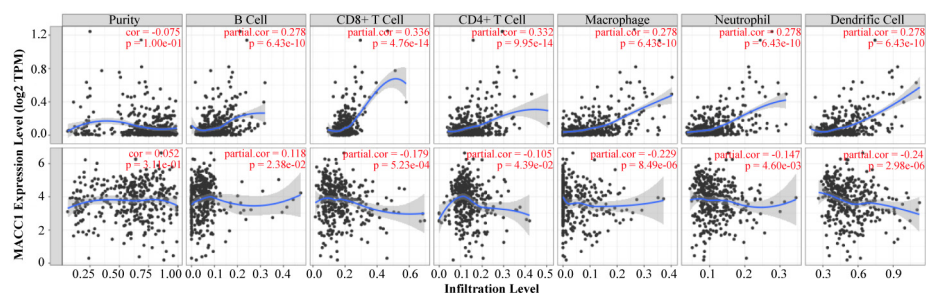 Purity B Cell CD8+ T Cell CD4+ T Cell Macrophage Neutrophil Dendrific Cell
cor = -0.075 partial.cor = 0.278 partial.cor = 0.336 partial.cor = 0.332 partial.cor = 0.278 partial.cor = 0.278 partial.cor = 0.278
p = 1.00e-01 p = 6.43e-10 p = 4.76e-14 p = 9.95e-14 p = 6.43e-10 p = 6.43e-10 p = 6.43e-10
1.2
0.8
0.4
0.0
MACC1 Expression Level (log2 TPM)
cor = 0.052 partial.cor = 0.118 partial.cor = -0.179 partial.cor = -0.105 partial.cor = -0.229 partial.cor = -0.147 partial.cor = -0.24
p = 3.11e-01 p = 2.38e-02 p = 5.23e-04 p = 4.39e-02 p = 8.49e-06 p = 4.60e-03 p = 2.98e-06
6
4
2
0
0.25 0.50 0.75 1.00 0.0 0.1 0.2 0.3 0.4 0.0 0.2 0.4 0.6 0.0 0.1 0.2 0.3 0.4 0.5 0.0 0.1 0.2 0.3 0.4 0.1 0.2 0.3 0.3 0.6 0.9
Infiltration Level